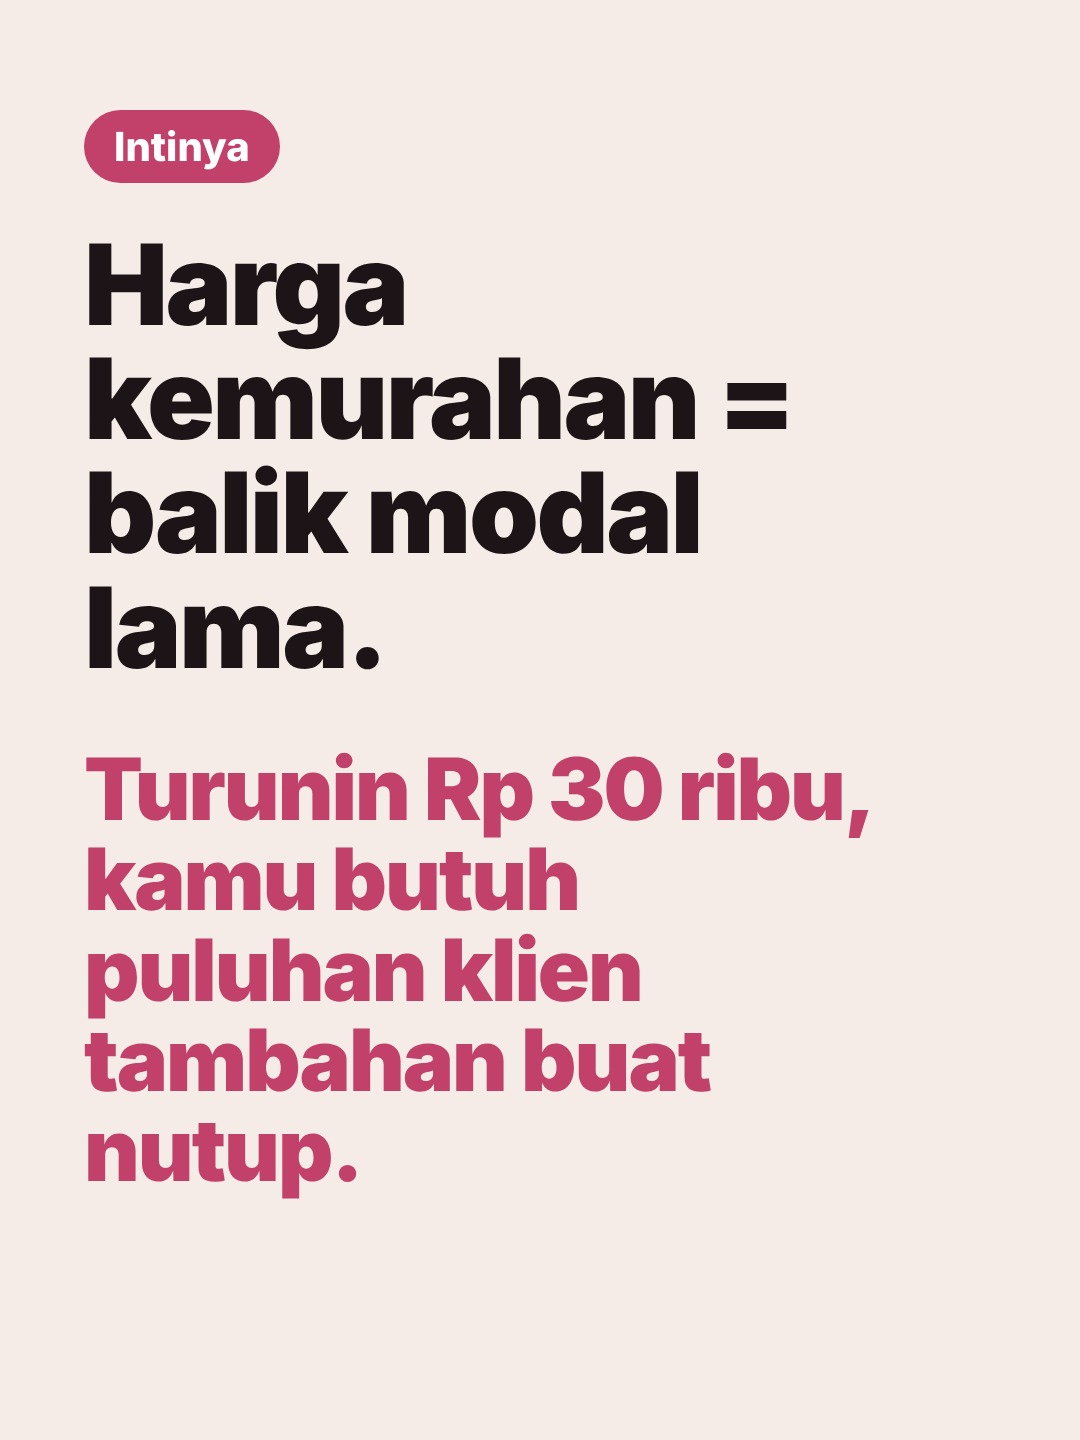 Intinya
Harga
kemurahan =
balik modal
lama.
Turunin Rp 30 ribu,
kamu butuh
puluhan klien
tambahan buat
nutup.